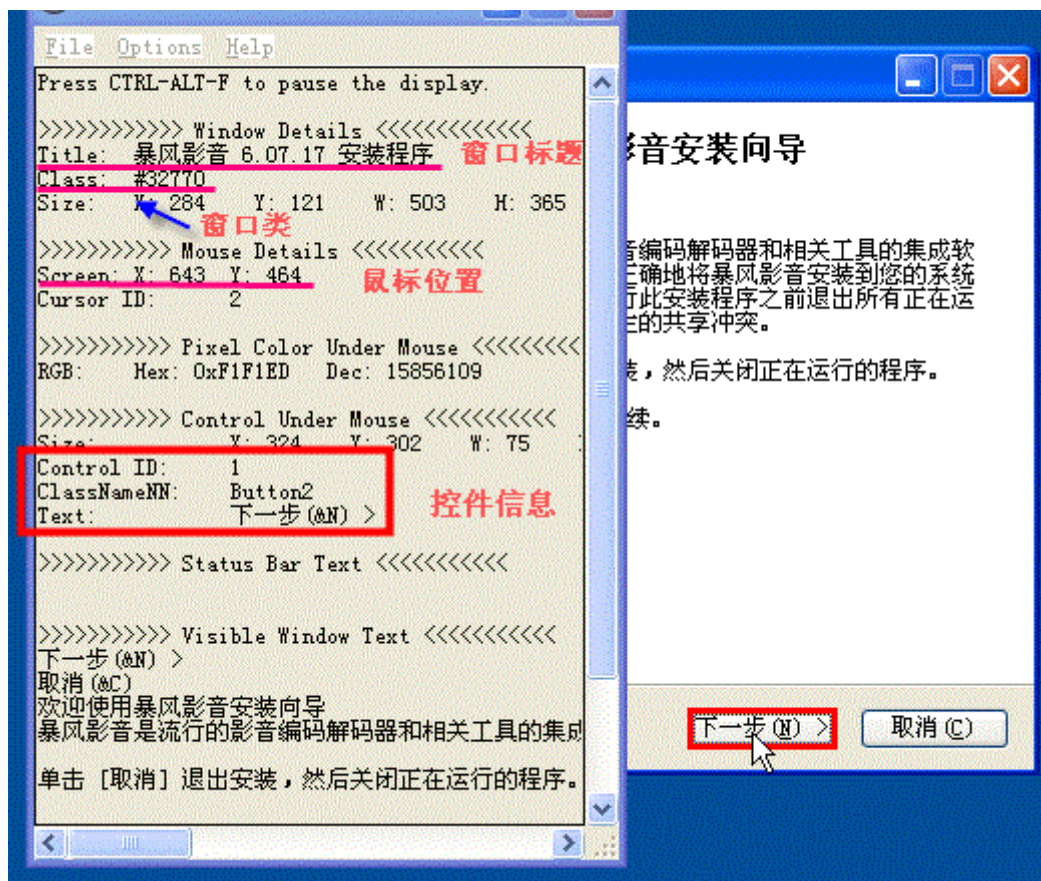 File Options Help
Press CTRL-ALT-F to pause the display.
>>>>>>>>>>>> Window Details <<<<<<<<<<<<<
Title: 暴风影音 6.07.17 安装程序
窗口标题
Class: #32770
Size: X: 284 Y: 121 W: 503 H: 365
窗口类
>>>>>>>>>>> Mouse Details <<<<<<<<<<<
Screen: X: 643 Y: 464
鼠标位置
Cursor ID: 2
>>>>>>>>>>> Pixel Color Under Mouse <<<<<<<<<
RGB: Hex: 0xF1F1ED Dec: 15856109
>>>>>>>>>>> Control Under Mouse <<<<<<<<<<<
Size: X: 324 Y: 302 W: 75
Control ID: 1
ClassNameNN: Button2
Text: 下一步(&N) >
控件信息
>>>>>>>>>>> Status Bar Text <<<<<<<<<<<
>>>>>>>>>>> Visible Window Text <<<<<<<<<<<
下一步(&N) >
取消(&C)
欢迎使用暴风影音安装向导
暴风影音是流行的影音编码解码器和相关工具的集成
单击 [取消] 退出安装，然后关闭正在运行的程序。
影音安装向导
音编码解码器和相关工具的集成软
正确地将暴风影音安装到您的系统
行此安装程序之前退出所有正在运
生的共享冲突。
装，然后关闭正在运行的程序。
续。
下一步(N) >
取消(C)